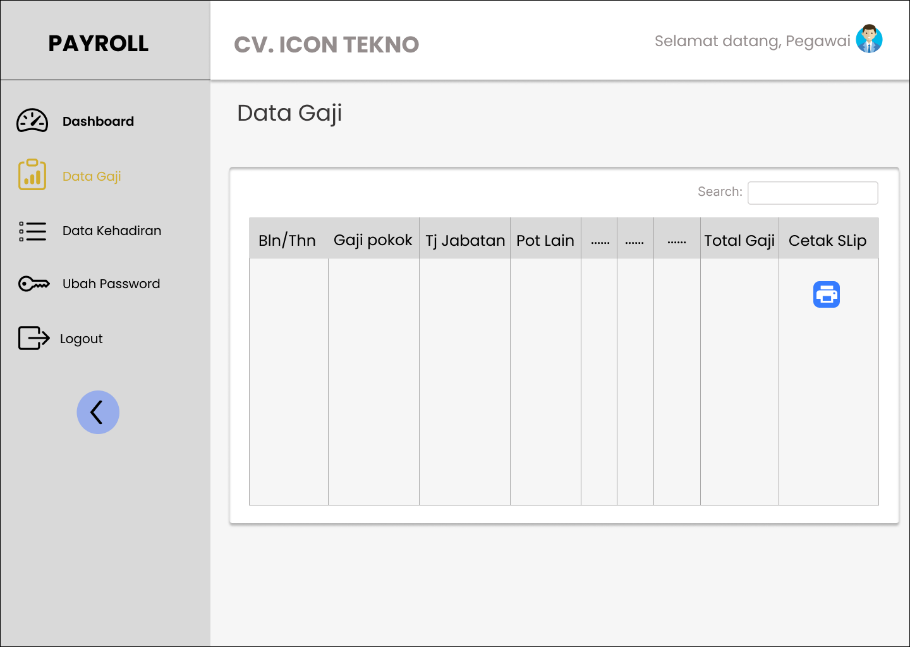 PAYROLL
CV. ICON TEKNO
Selamat datang, Pegawai
Dashboard
Data Gaji
Data Kehadiran
Ubah Password
Logout
Data Gaji
Search:
Bln/Thn Gaji pokok Tj Jabatan Pot Lain ...... ...... ...... Total Gaji Cetak SLip